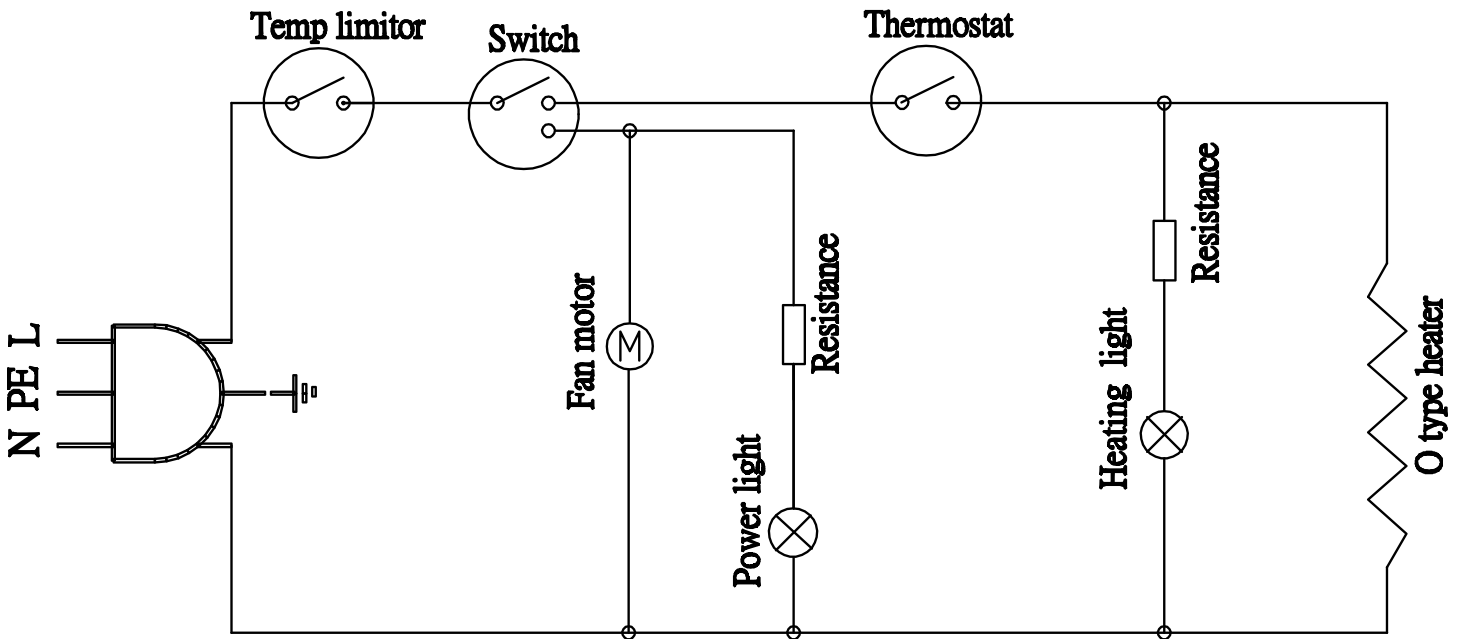 Temp limitor
Switch
Thermostat
L
PE
N
Fan motor
M
Resistance
Power light
Resistance
Heating light
O type heater